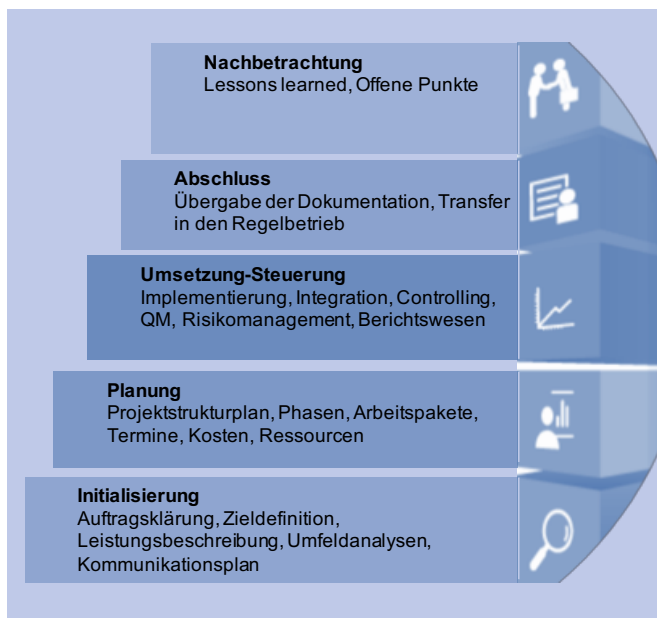 Nachbetrachtung
Lessons learned, Offene Punkte
Abschluss
Übergabe der Dokumentation, Transfer
in den Regelbetrieb
Umsetzung-Steuerung
Implementierung, Integration, Controlling,
QM, Risikomanagement, Berichtswesen
Planung
Projektstrukturplan, Phasen, Arbeitspakete,
Termine, Kosten, Ressourcen
Initialisierung
Auftragsklärung, Zieldefinition,
Leistungsbeschreibung, Umfeldanalysen,
Kommunikationsplan